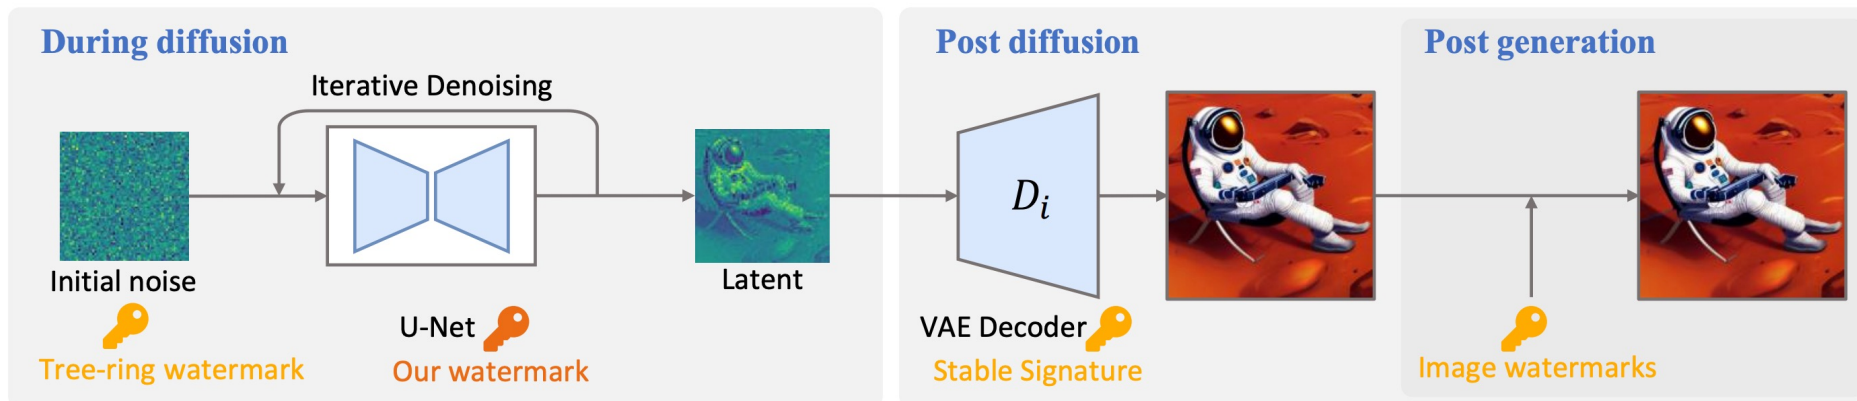 During diffusion
Post diffusion
Post generation
Iterative Denoising
Initial noise
Latent
D_i
U-Net
VAE Decoder
Tree-ring watermark
Our watermark
Stable Signature
Image watermarks